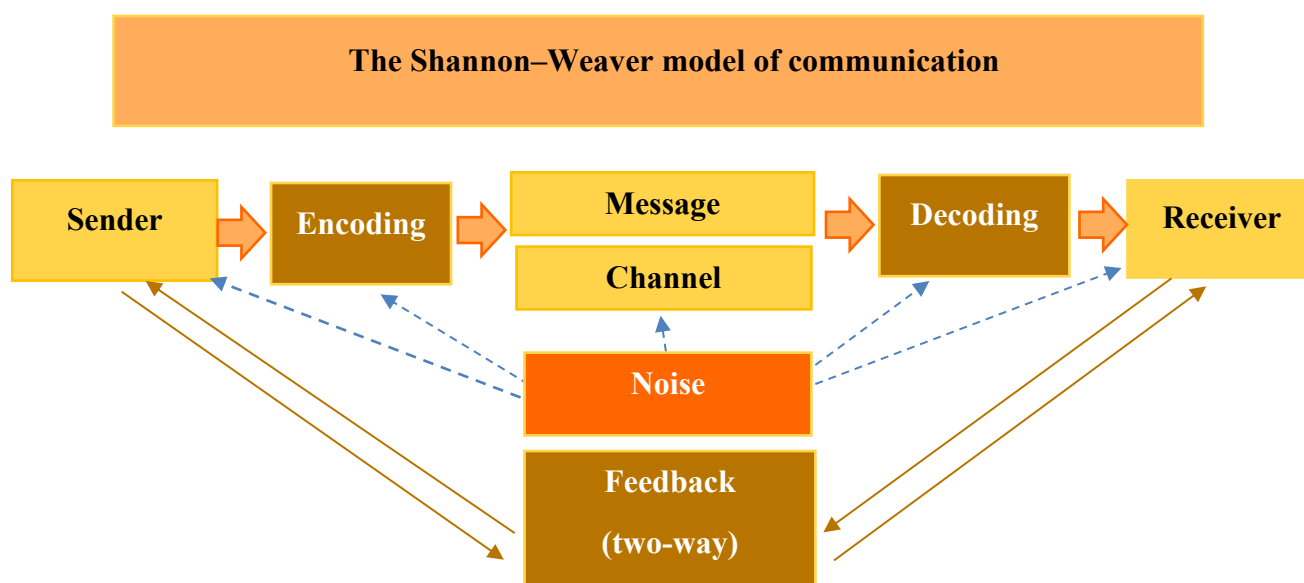 The Shannon–Weaver model of communication
Sender
Encoding
Message
Channel
Decoding
Receiver
Noise
Feedback
(two-way)